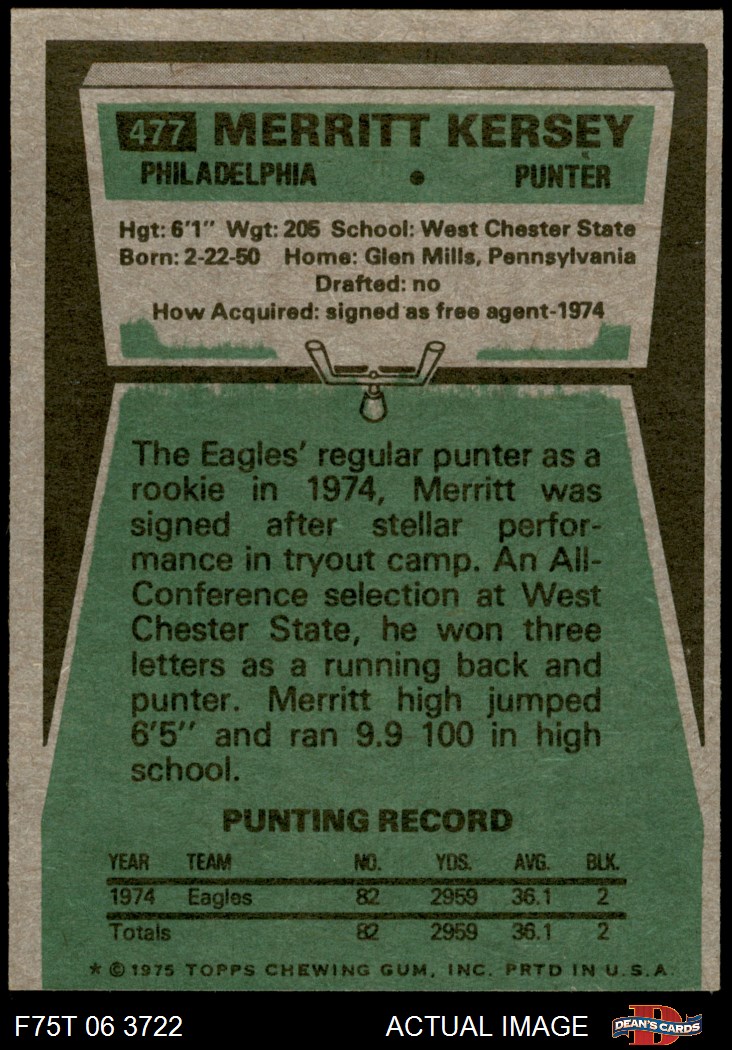 477 MERRITT KERSEY
PHILADELPHIA • PUNTER
Hgt: 6'1" Wgt: 205 School: West Chester State
Born: 2-22-50 Home: Glen Mills, Pennsylvania
Drafted: no
How Acquired: signed as free agent-1974
The Eagles' regular punter as a
rookie in 1974, Merritt was
signed after stellar perfor-
mance in tryout camp. An All-
Conference selection at West
Chester State, he won three
letters as a running back and
punter. Merritt high jumped
6'5" and ran 9.9 100 in high
school.
PUNTING RECORD
YEAR TEAM NO. YDS. AVG. BLK.
1974 Eagles 82 2959 36.1 2
Totals 82 2959 36.1 2
* © 1975 TOPPS CHEWING GUM, INC. PRTD IN U.S.A.
F75T 06 3722 ACTUAL IMAGE D DEAN'S CARDS